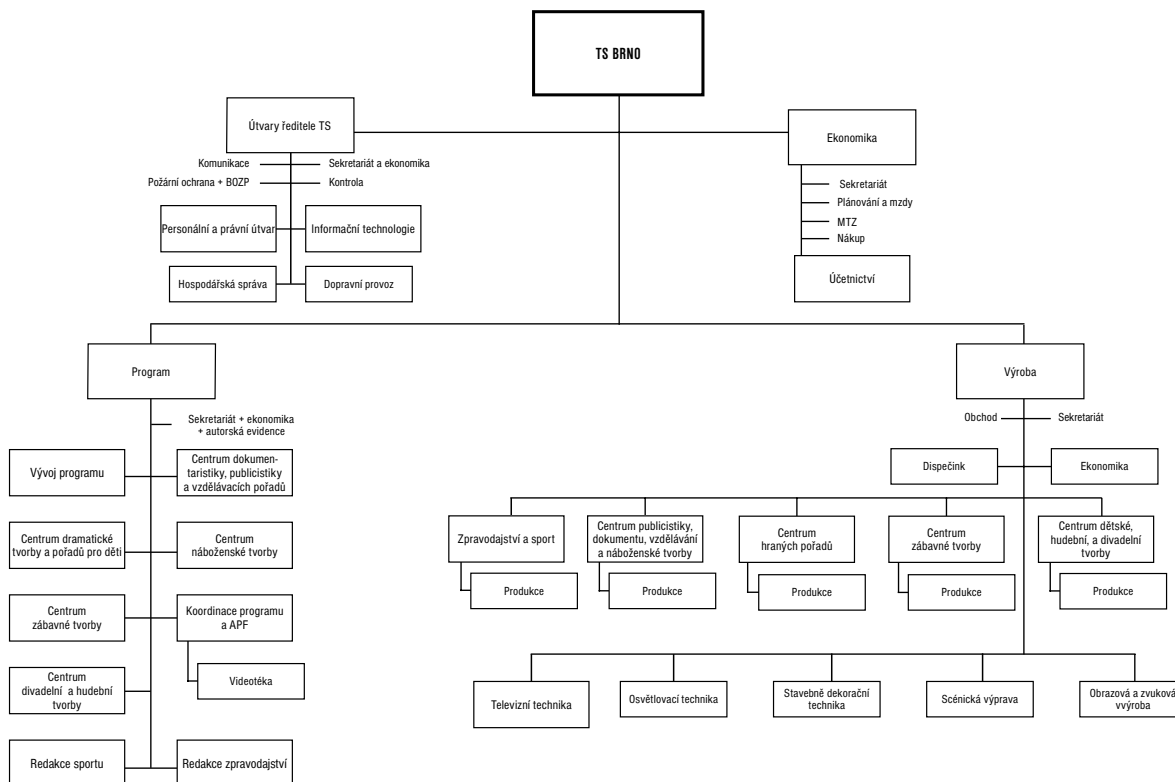 TS BRNO
Útvary ředitele TS
Ekonomika
Komunikace
Sekretariát a ekonomika
Požární ochrana + BOZP
Kontrola
Sekretariát
Plánování a mzdy
MTZ
Nákup
Personální a právní útvar
Informační technologie
Hospodářská správa
Dopravní provoz
Účetnictví
Program
Výroba
Sekretariát + ekonomika
+ autorská evidence
Obchod
Sekretariát
Vývoj programu
Centrum dokumen-
taristiky, publicistiky
a vzdělávacích pořadů
Dispečink
Ekonomika
Centrum dramatické
tvorby a pořadů pro děti
Centrum
náboženské tvorby
Zpravodajství a sport
Centrum publicistiky,
dokumentu, vzdělávání
a náboženské tvorby
Centrum
hraných pořadů
Centrum
zábavné tvorby
Centrum dětské,
hudební, a divadelní
tvorby
Produkce
Produkce
Produkce
Produkce
Produkce
Centrum
zábavné tvorby
Koordinace programu
a APF
Videotéka
Centrum
divadelní a hudební
tvorby
Televizní technika
Osvětlovací technika
Stavebně dekorační
technika
Scénická výprava
Obrazová a zvuková
vvýroba
Redakce sportu
Redakce zpravodajství